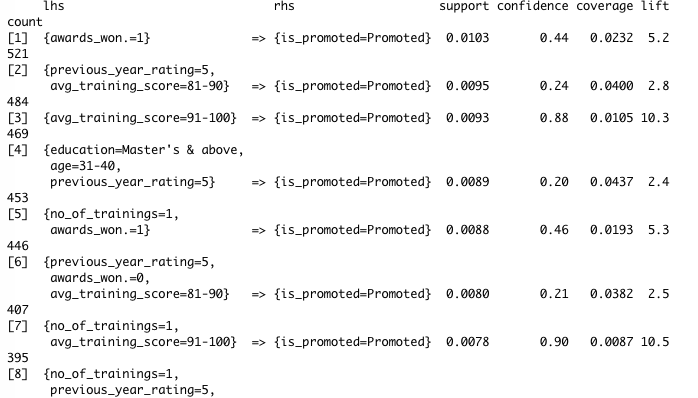 lhs rhs support confidence coverage lift
count
[1] {awards_won.=1} => {is_promoted=Promoted} 0.0103 0.44 0.0232 5.2
521
[2] {previous_year_rating=5,
avg_training_score=81-90} => {is_promoted=Promoted} 0.0095 0.24 0.0400 2.8
484
[3] {avg_training_score=91-100} => {is_promoted=Promoted} 0.0093 0.88 0.0105 10.3
469
[4] {education=Master's & above,
age=31-40,
previous_year_rating=5} => {is_promoted=Promoted} 0.0089 0.20 0.0437 2.4
453
[5] {no_of_trainings=1,
awards_won.=1} => {is_promoted=Promoted} 0.0088 0.46 0.0193 5.3
446
[6] {previous_year_rating=5,
awards_won.=0,
avg_training_score=81-90} => {is_promoted=Promoted} 0.0080 0.21 0.0382 2.5
407
[7] {no_of_trainings=1,
avg_training_score=91-100} => {is_promoted=Promoted} 0.0078 0.90 0.0087 10.5
395
[8] {no_of_trainings=1,
previous_year_rating=5,